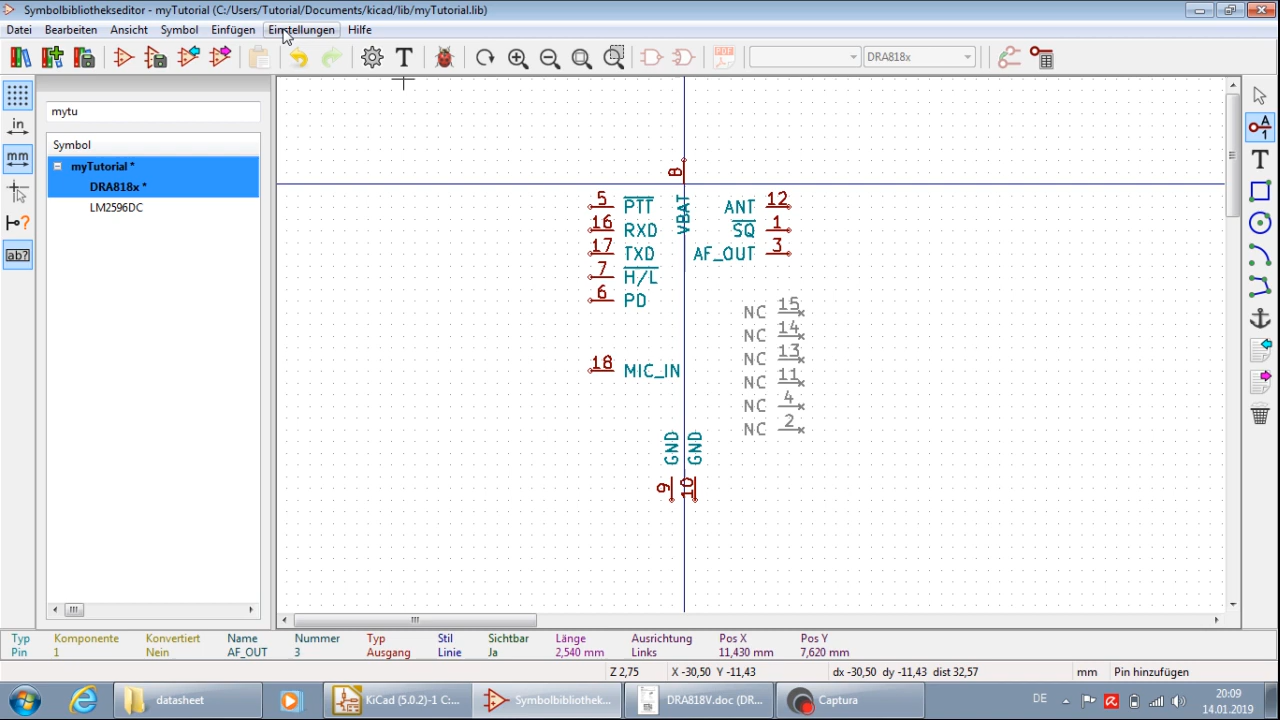 Symbolbibliothekseditor - myTutorial (C:/Users/Tutorial/Documents/kicad/lib/myTutorial.lib)
Datei Bearbeiten Ansicht Symbol Einfügen Einstellungen Hilfe
T PDF DRA818x
in
mm
ab?
mytu
Symbol
myTutorial *
DRA818x *
LM2596DC
8
VBAT
5 PTT ANT 12
16 RXD SQ 1
17 TXD AF_OUT 3
7 H/L
6 PD
NC 15
NC 14
NC 13
NC 11
NC 4
NC 2
18 MIC_IN
GND GND
9 10
A
1
T
Typ Komponente Konvertiert Name Nummer Typ Stil Sichtbar Länge Ausrichtung Pos X Pos Y
Pin 1 Nein AF_OUT 3 Ausgang Linie Ja 2,540 mm Links 11,430 mm 7,620 mm
Z 2,75 X -30,50 Y -11,43 dx -30,50 dy -11,43 dist 32,57 mm Pin hinzufügen
datasheet KiCad (5.0.2)-1 C:... Symbolbibliothek... DRA818V.doc (DR... Captura DE 20:09
14.01.2019